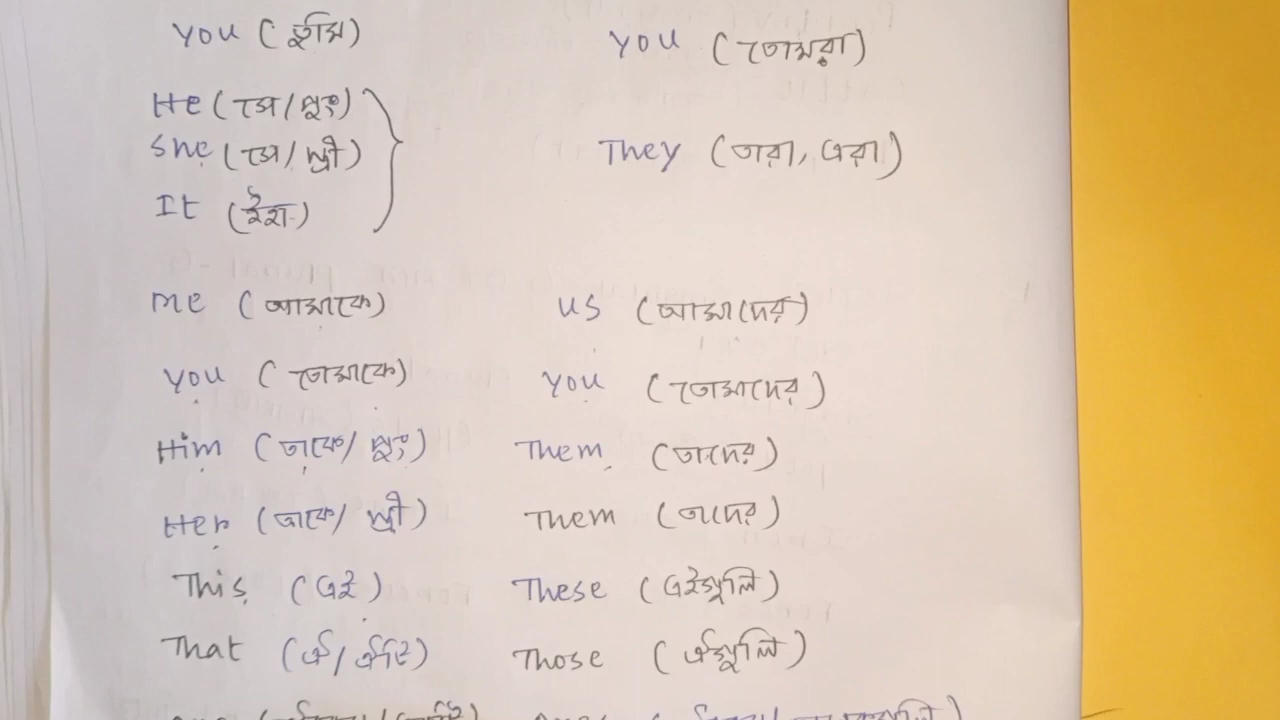 You (তুমি) You (তোমরা)
He (সে/পুং)
She (সে/স্ত্রী) They (তারা, এরা)
It (ইহা)
me (আমাকে) us (আমাদের)
You (তোমাকে) You (তোমাদের)
Him (তাকে/পুং) Them (তাদের)
Her (তাকে/স্ত্রী) Them (তাদের)
This (এই) These (এইগুলি)
That (ঐ/ঐটি) Those (ঐগুলি)